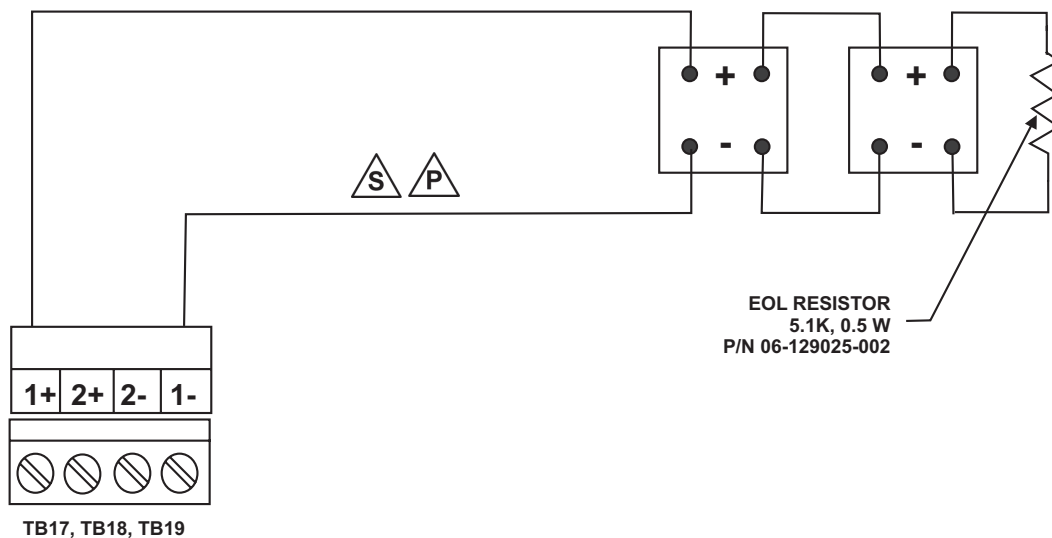 + +
- -
S P
EOL RESISTOR
5.1K, 0.5 W
P/N 06-129025-002
1+ 2+ 2- 1-
TB17, TB18, TB19